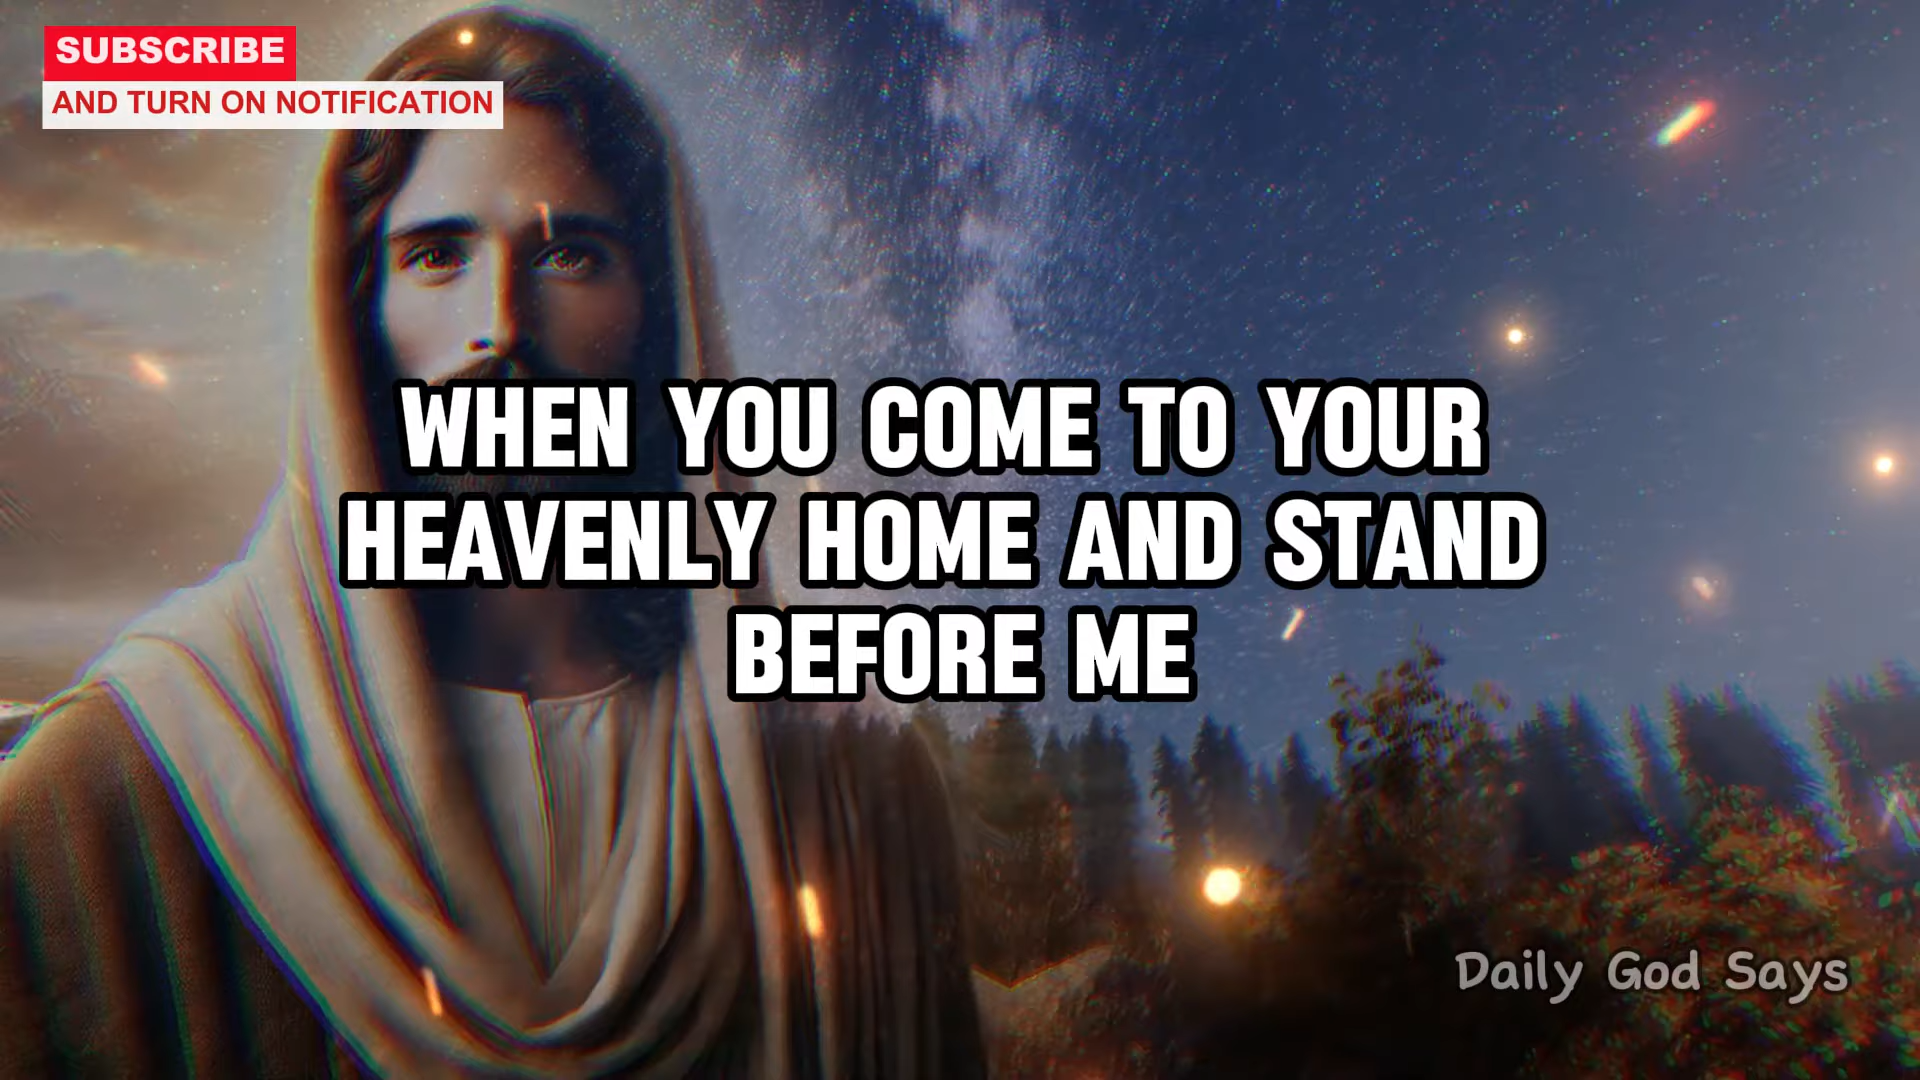 SUBSCRIBE
AND TURN ON NOTIFICATION
WHEN YOU COME TO YOUR
HEAVENLY HOME AND STAND
BEFORE ME
Daily God Says